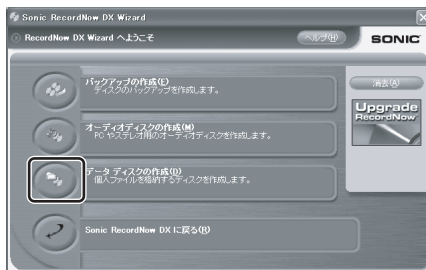 Sonic RecordNow DX Wizard
RecordNow DX Wizard へようこそ
ヘルプ(H)
SONIC
バックアップの作成(E)
ディスクのバックアップを作成します。
消去(A)
Upgrade
RecordNow
オーディオディスクの作成(M)
PC やステレオ用のオーディオディスクを作成します。
データ ディスクの作成(D)
個人ファイルを格納するディスクを作成します。
Sonic RecordNow DX に戻る(R)